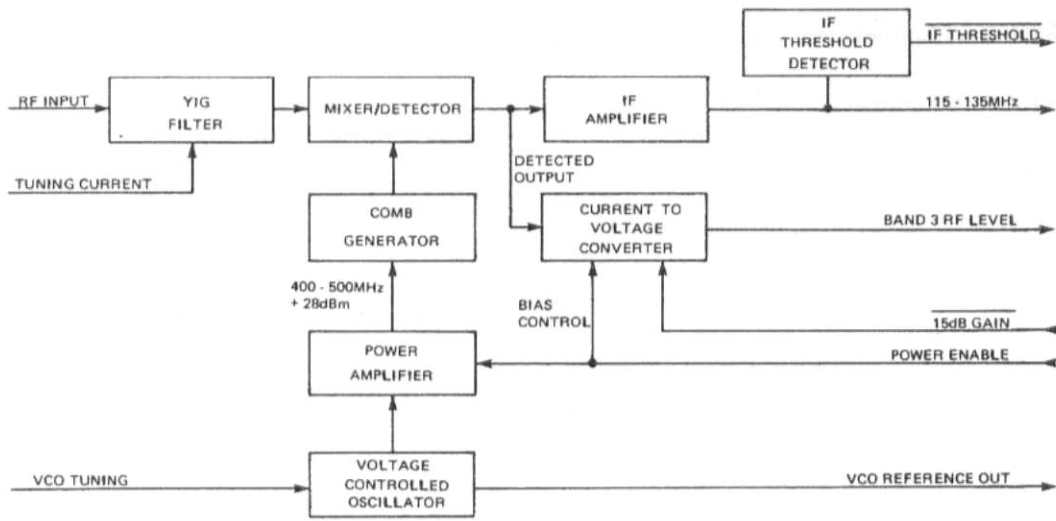 IF
THRESHOLD
DETECTOR
IF THRESHOLD
RF INPUT
YIG
FILTER
MIXER/DETECTOR
IF
AMPLIFIER
115 - 135MHz
TUNING CURRENT
DETECTED
OUTPUT
COMB
GENERATOR
CURRENT TO
VOLTAGE
CONVERTER
BAND 3 RF LEVEL
400 - 500MHz
+ 28dBm
BIAS
CONTROL
15dB GAIN
POWER
AMPLIFIER
POWER ENABLE
VCO TUNING
VOLTAGE
CONTROLLED
OSCILLATOR
VCO REFERENCE OUT